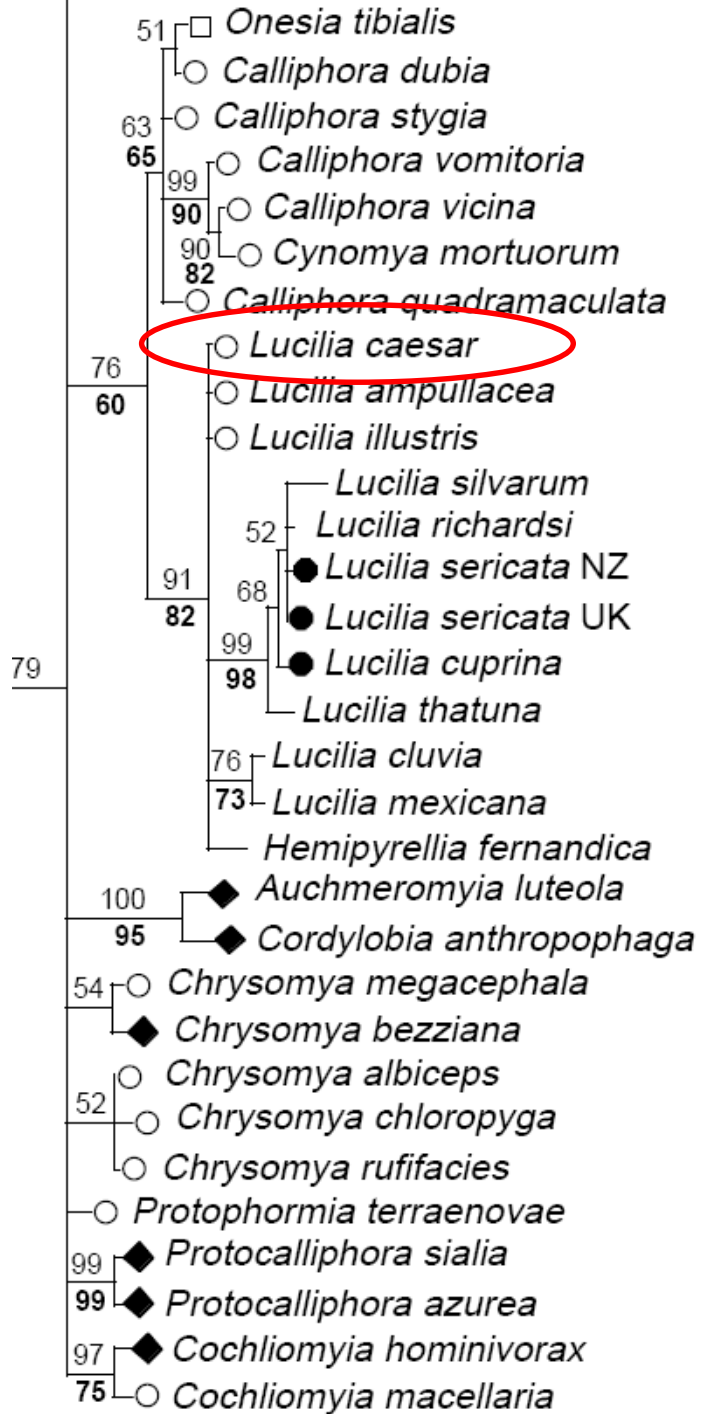 51 Onesia tibialis
Calliphora dubia
Calliphora stygia
63
65
Calliphora vomitoria
99
90
Calliphora vicina
90
82
Cynomya mortuorum
Calliphora quadramaculata
Lucilia caesar
76
60
Lucilia ampullacea
Lucilia illustris
Lucilia silvarum
52
Lucilia richardsi
Lucilia sericata NZ
91
82
68
Lucilia sericata UK
99
98
Lucilia cuprina
79
Lucilia thatuna
76
73
Lucilia cluvia
Lucilia mexicana
Hemipyrellia fernandica
100
95
Auchmeromyia luteola
Cordylobia anthropophaga
54
Chrysomya megacephala
Chrysomya bezziana
Chrysomya albiceps
52
Chrysomya chloropyga
Chrysomya rufifacies
Protophormia terraenovae
99
99
Protocalliphora sialia
Protocalliphora azurea
97
75
Cochliomyia hominivorax
Cochliomyia macellaria